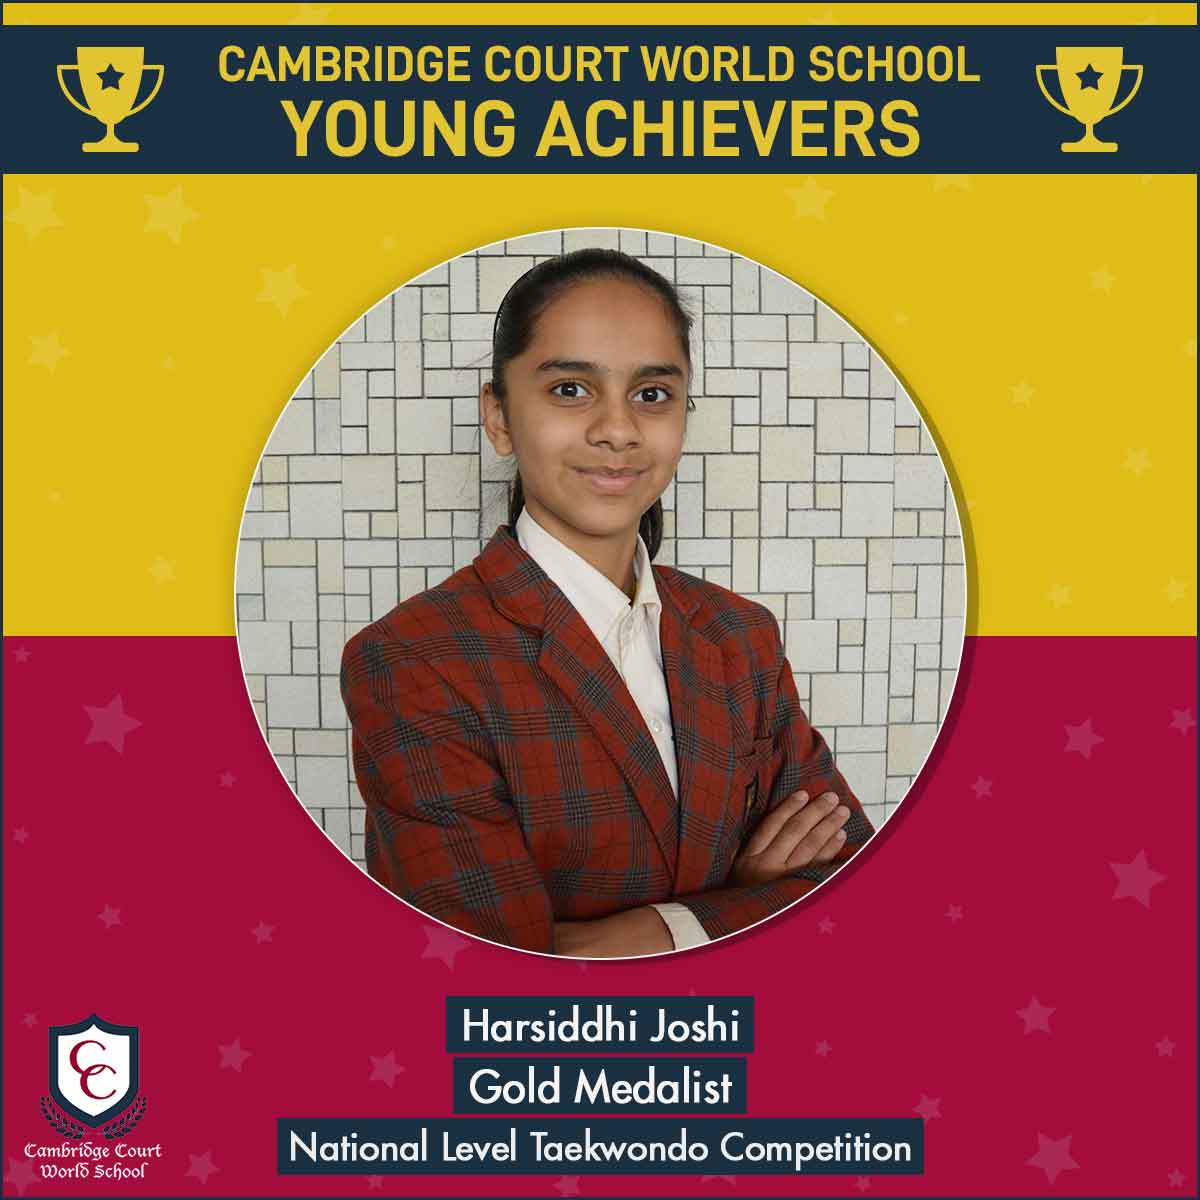 CAMBRIDGE COURT WORLD SCHOOL
YOUNG ACHIEVERS
Harsiddhi Joshi
Gold Medalist
National Level Taekwondo Competition
CC
Cambridge Court
World School